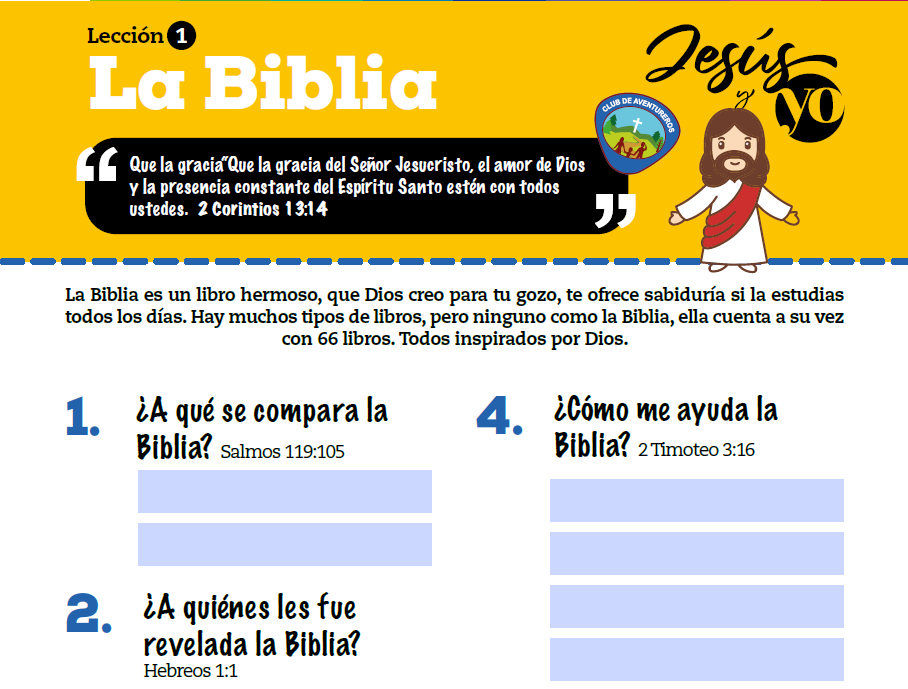 Lección 1
La Biblia
Jesús
y
yo
CLUB DE AVENTUREROS
“
Que la gracia“Que la gracia del Señor Jesucristo, el amor de Dios
y la presencia constante del Espíritu Santo estén con todos
ustedes. 2 Corintios 13:14
”
La Biblia es un libro hermoso, que Dios creo para tu gozo, te ofrece sabiduría si la estudias
todos los días. Hay muchos tipos de libros, pero ninguno como la Biblia, ella cuenta a su vez
con 66 libros. Todos inspirados por Dios.
1. ¿A qué se compara la
Biblia? Salmos 119:105
2. ¿A quiénes les fue
revelada la Biblia?
Hebreos 1:1
4. ¿Cómo me ayuda la
Biblia? 2 Timoteo 3:16